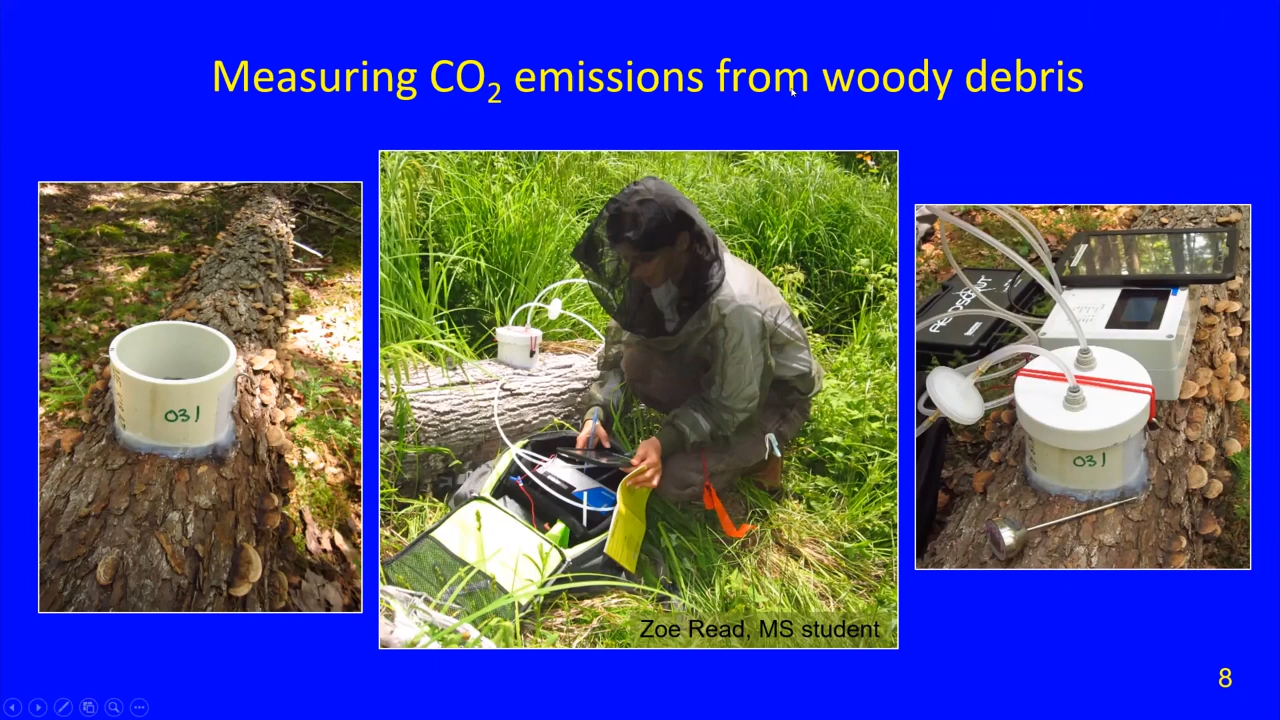 Measuring CO₂ emissions from woody debris
031
031
Zoe Read, MS student
8